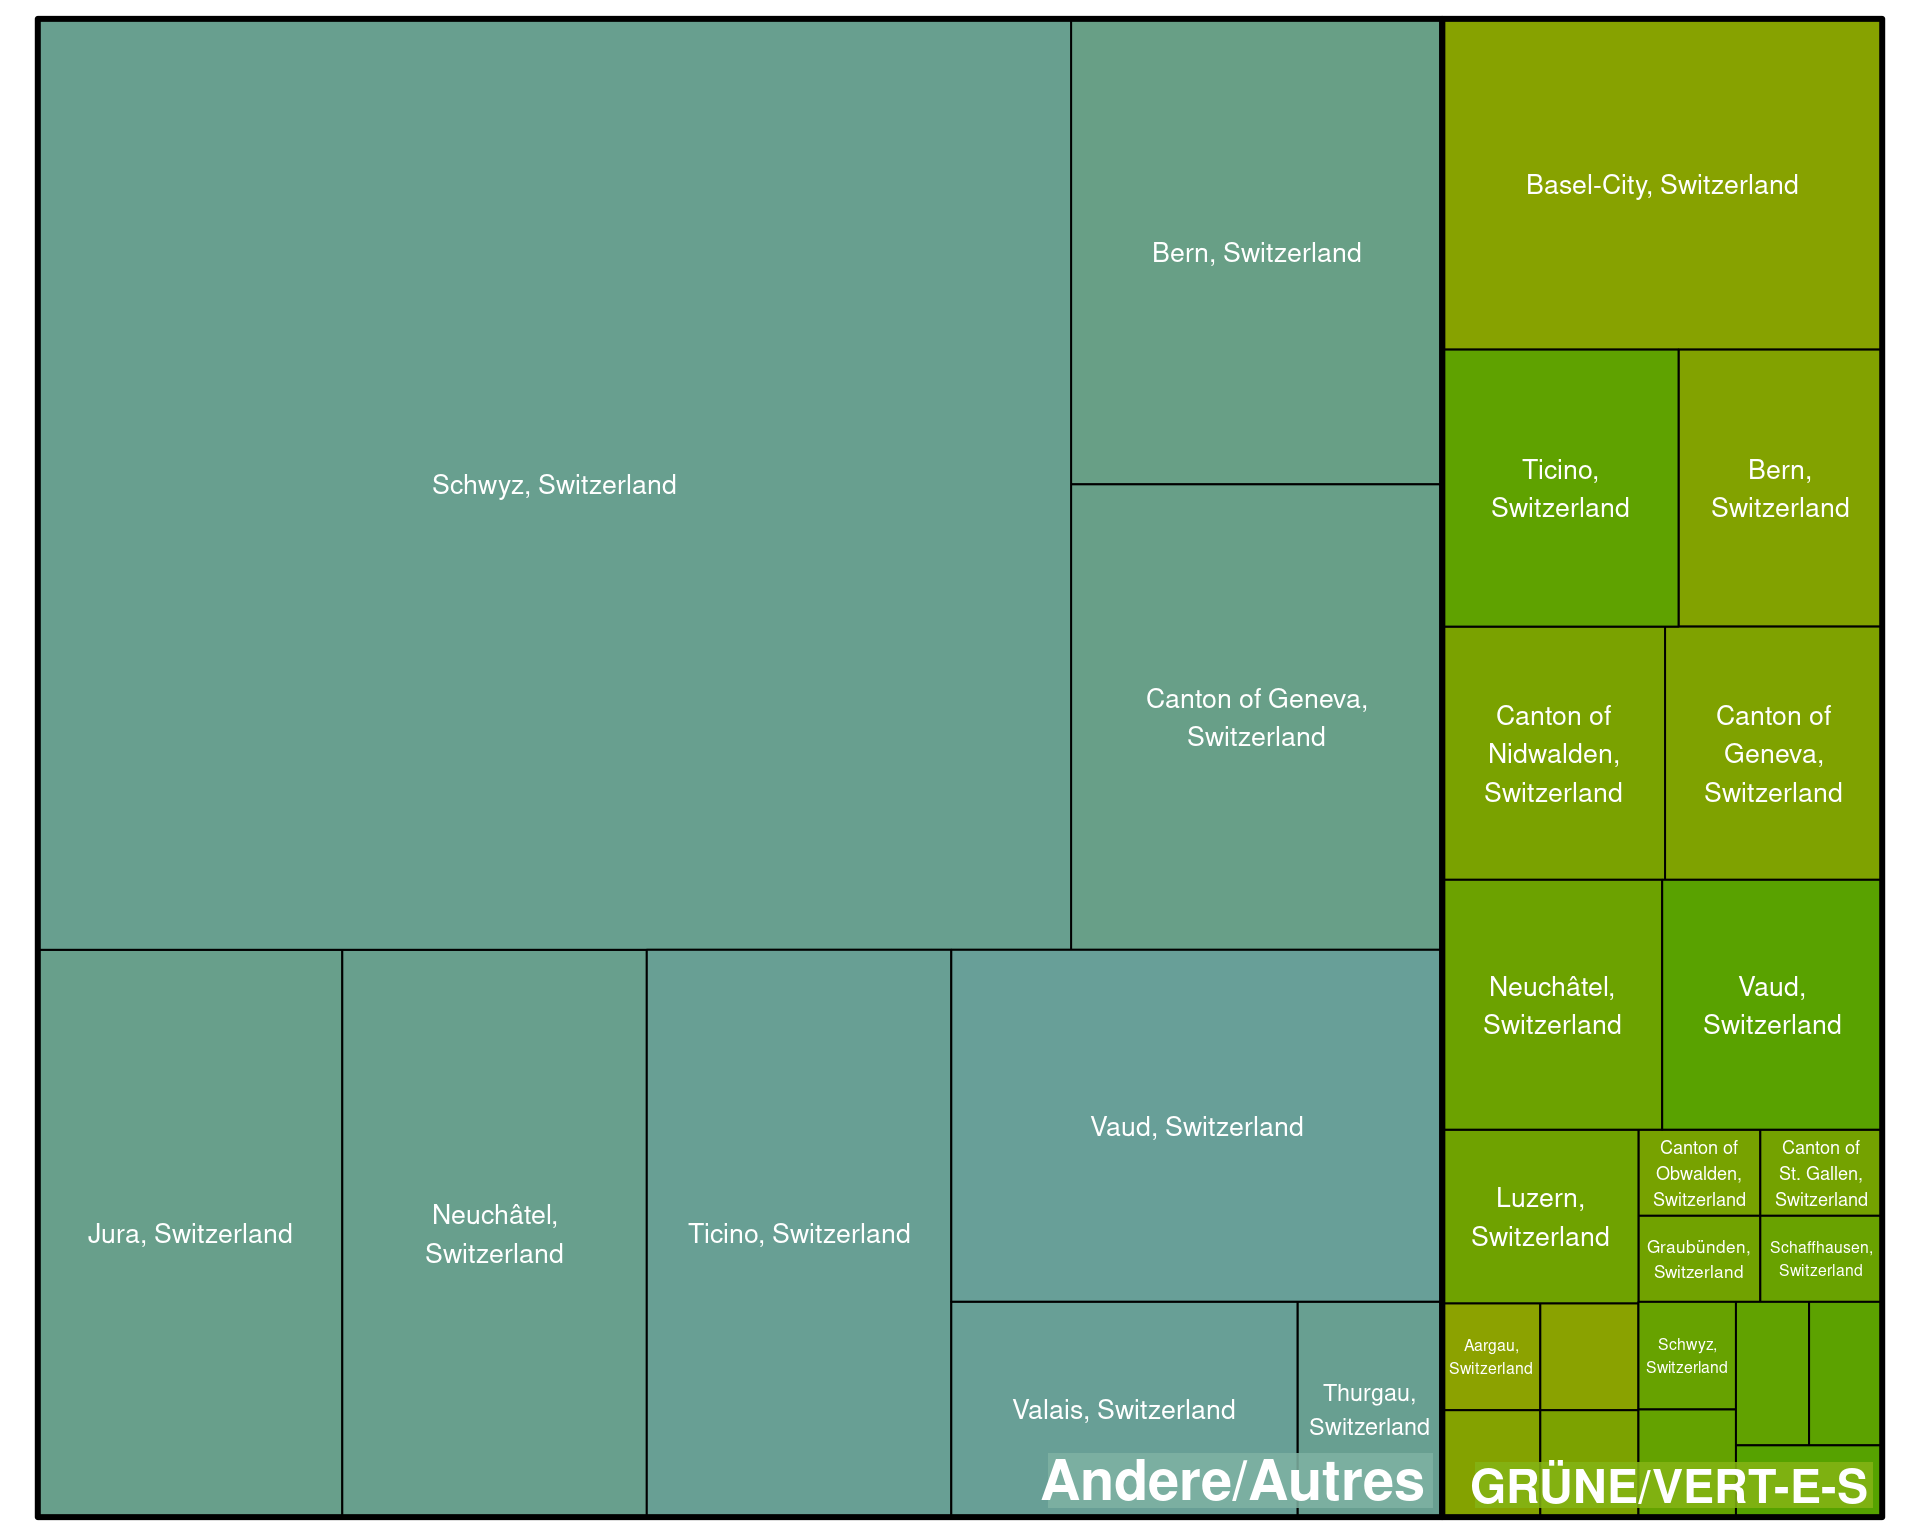 Schwyz, Switzerland
Bern, Switzerland
Canton of Geneva,
Switzerland
Jura, Switzerland
Neuchâtel,
Switzerland
Ticino, Switzerland
Vaud, Switzerland
Valais, Switzerland
Thurgau,
Switzerland
Andere/Autres
Basel-City, Switzerland
Ticino,
Switzerland
Bern,
Switzerland
Canton of
Nidwalden,
Switzerland
Canton of
Geneva,
Switzerland
Neuchâtel,
Switzerland
Vaud,
Switzerland
Luzern,
Switzerland
Canton of
Obwalden,
Switzerland
Canton of
St. Gallen,
Switzerland
Graubünden,
Switzerland
Schaffhausen,
Switzerland
Aargau,
Switzerland
Schwyz,
Switzerland
GRÜNE/VERT-E-S